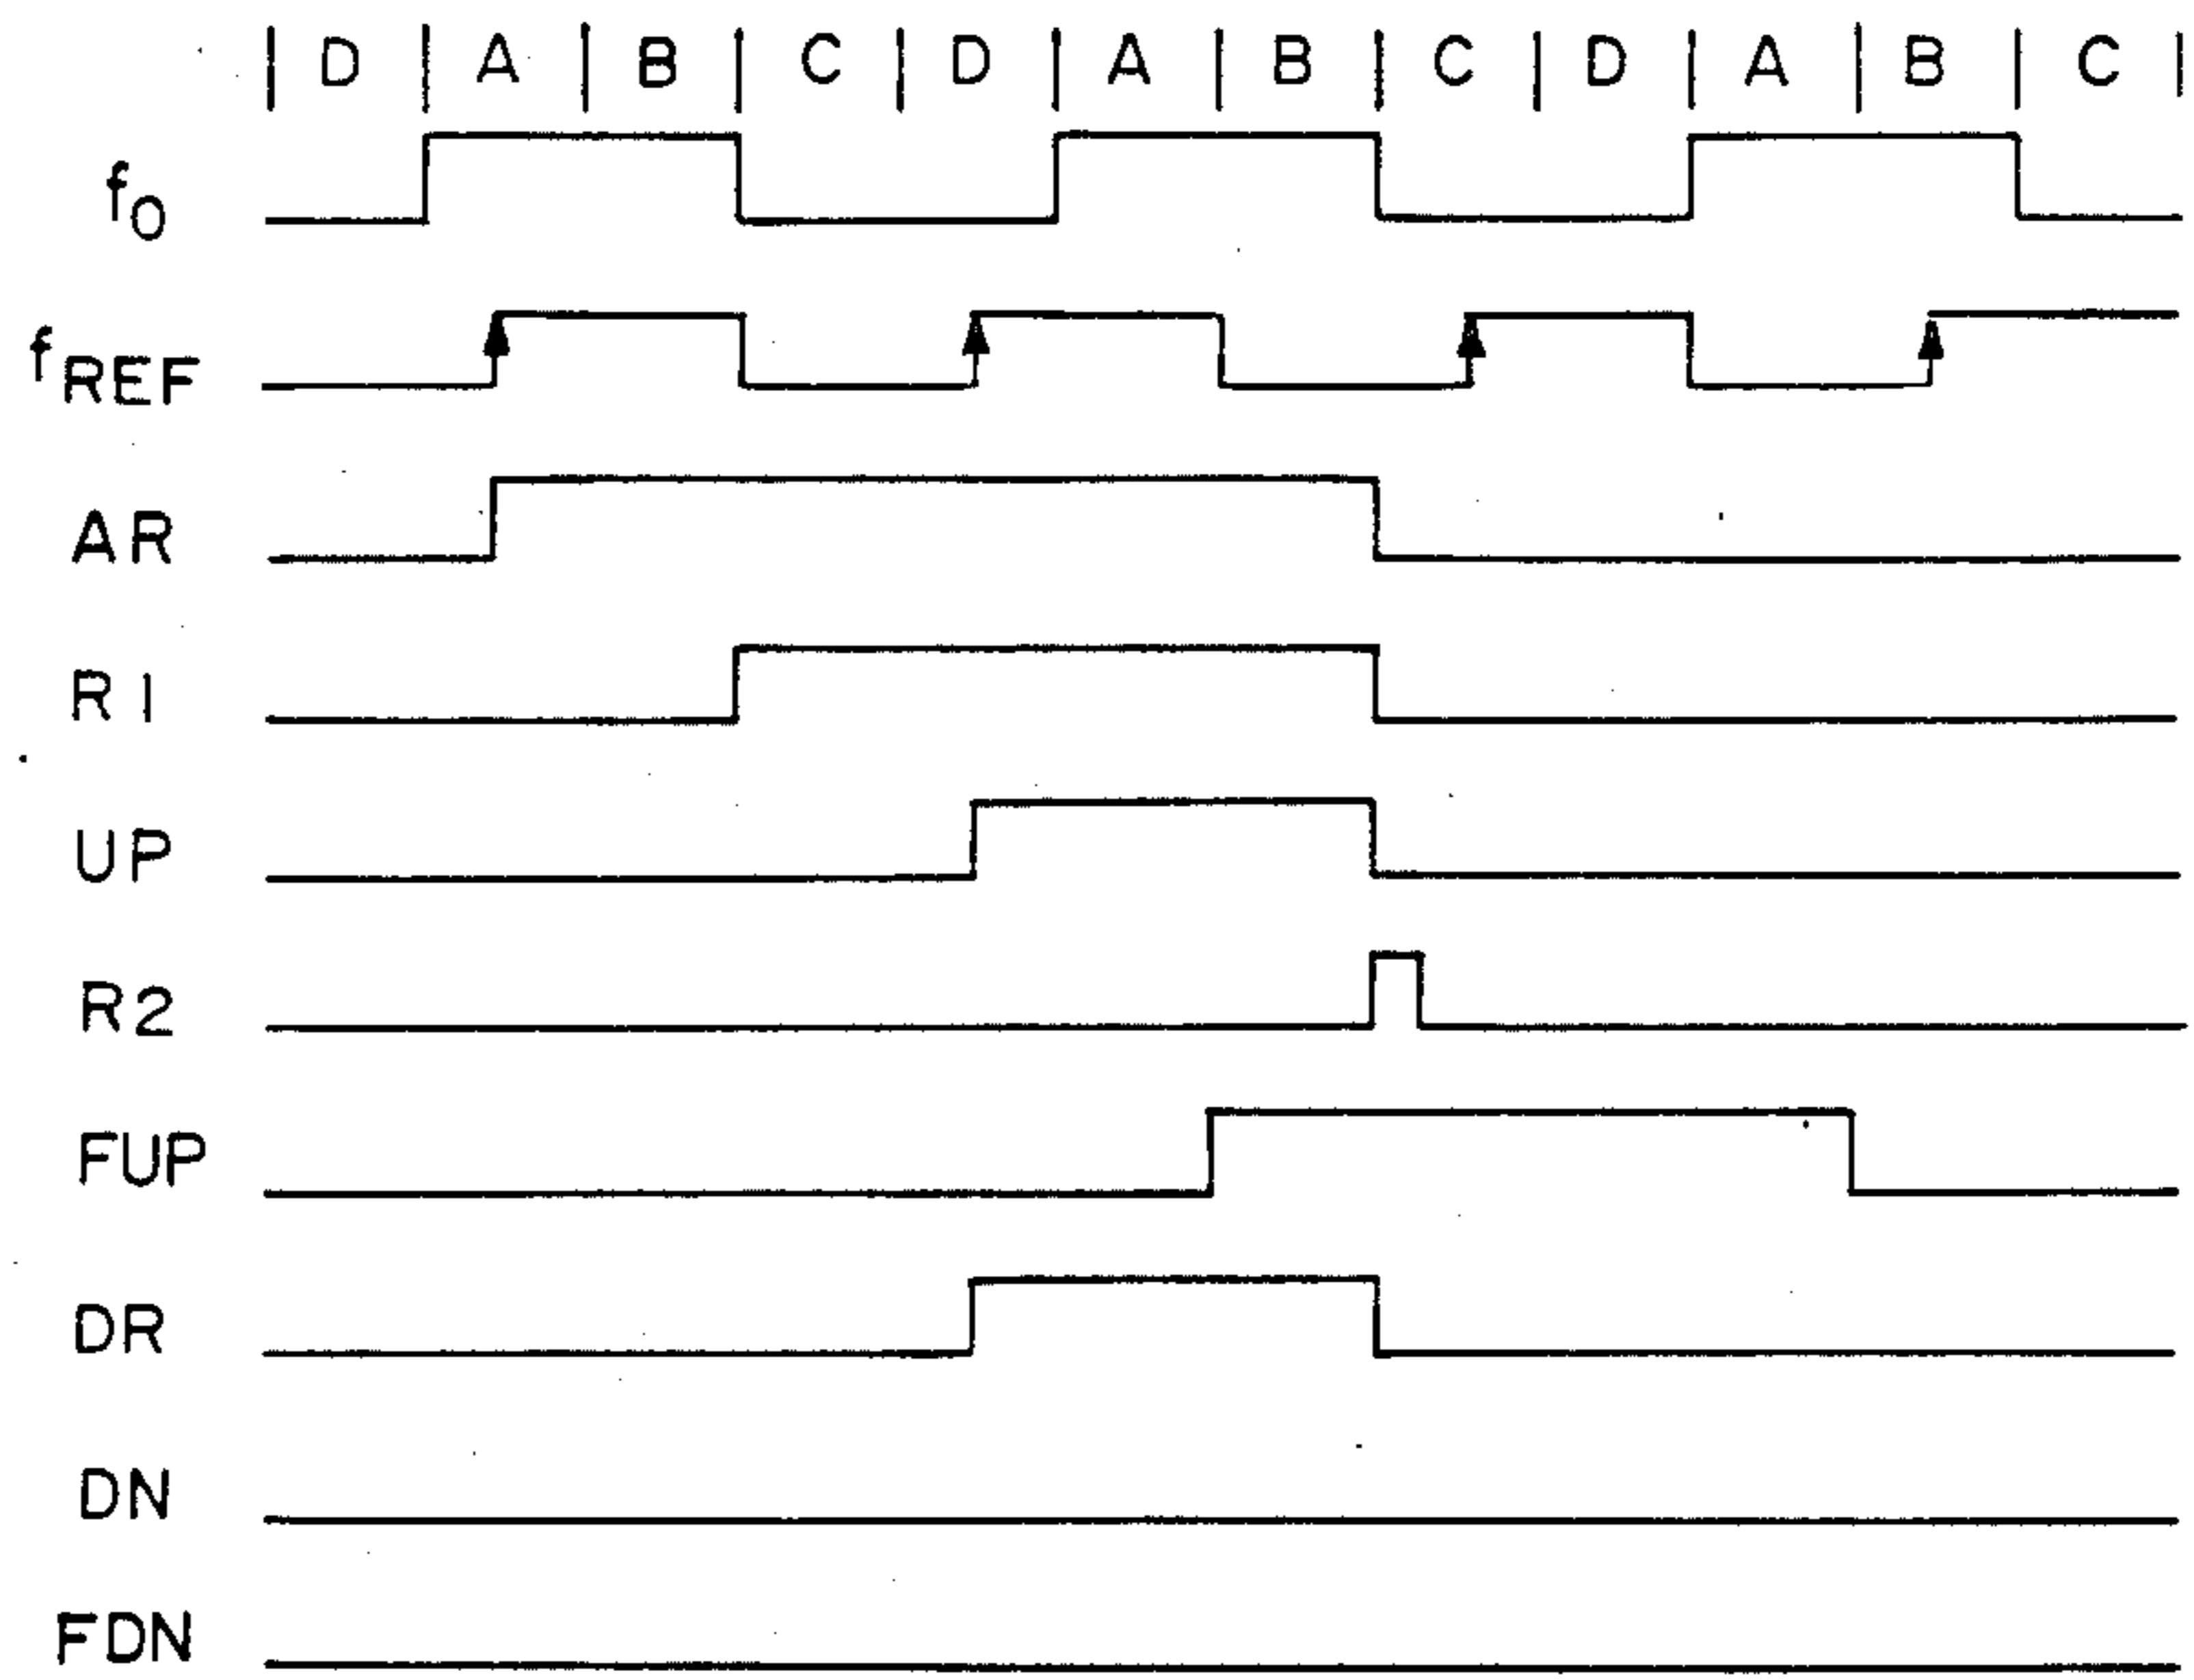 D A B C D A B C D A B C
f0
fREF
AR
R1
UP
R2
FUP
DR
DN
FDN